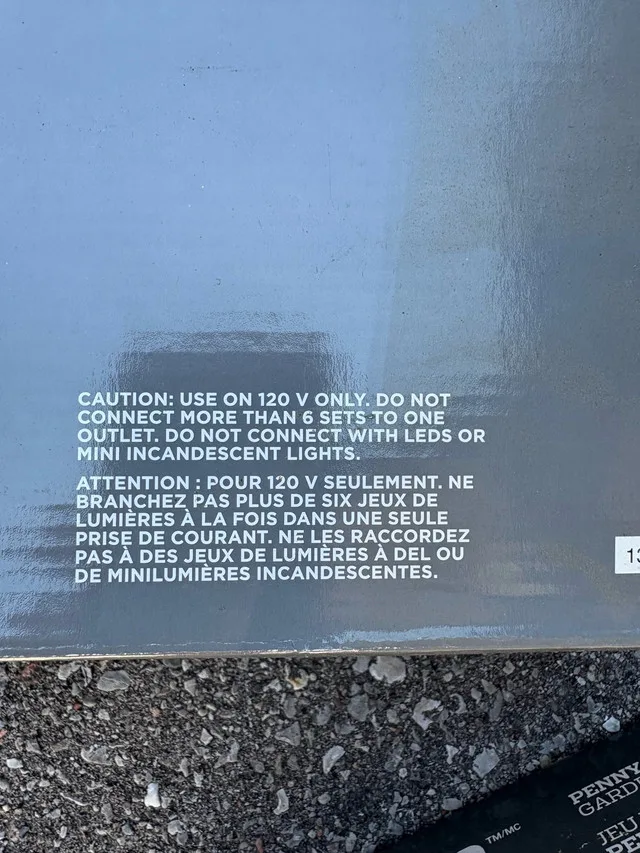 CAUTION: USE ON 120 V ONLY. DO NOT
CONNECT MORE THAN 6 SETS TO ONE
OUTLET. DO NOT CONNECT WITH LEDS OR
MINI INCANDESCENT LIGHTS.
ATTENTION : POUR 120 V SEULEMENT. NE
BRANCHEZ PAS PLUS DE SIX JEUX DE
LUMIÈRES À LA FOIS DANS UNE SEULE
PRISE DE COURANT. NE LES RACCORDEZ
PAS À DES JEUX DE LUMIÈRES À DEL OU
DE MINILUMIÈRES INCANDESCENTES.
PENNY
TM/MC
JEU